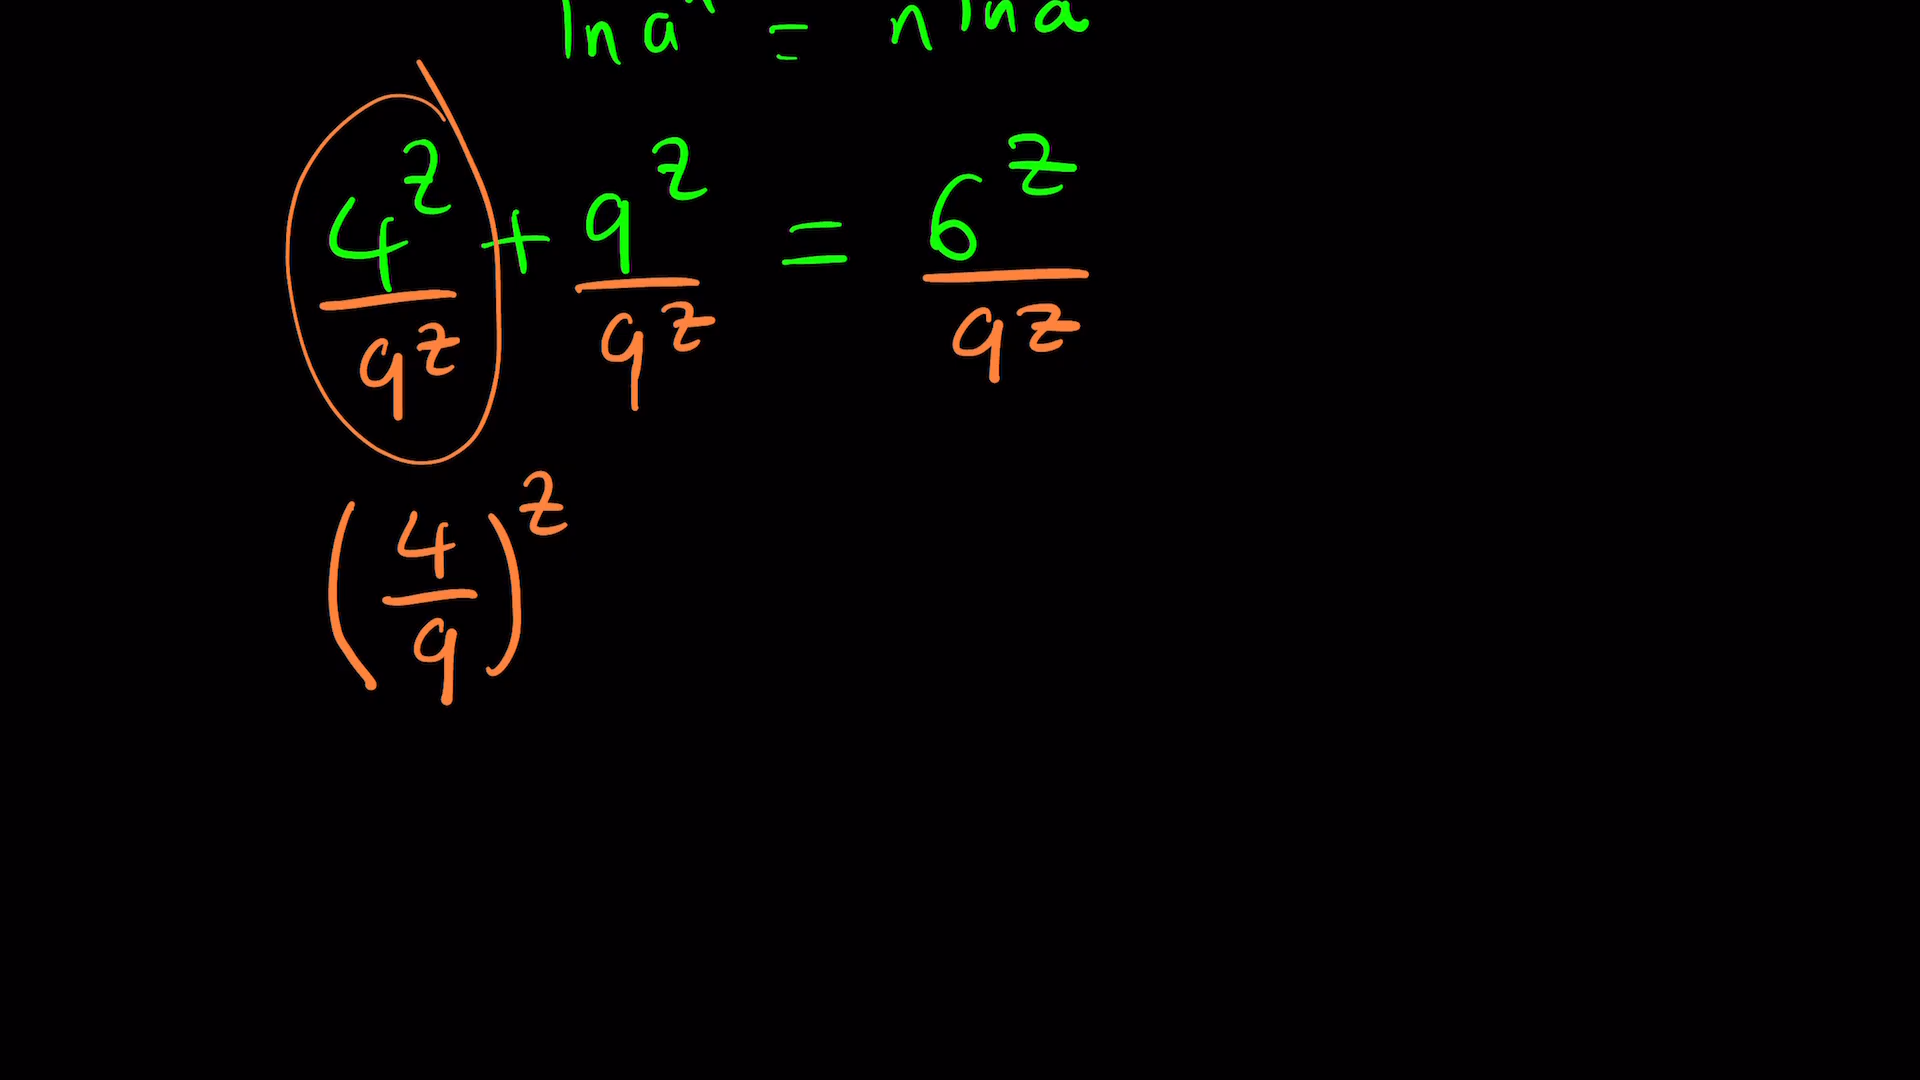 ln aⁿ = n ln a
4^z/9^z + 9^z/9^z = 6^z/9^z
(4/9)^z